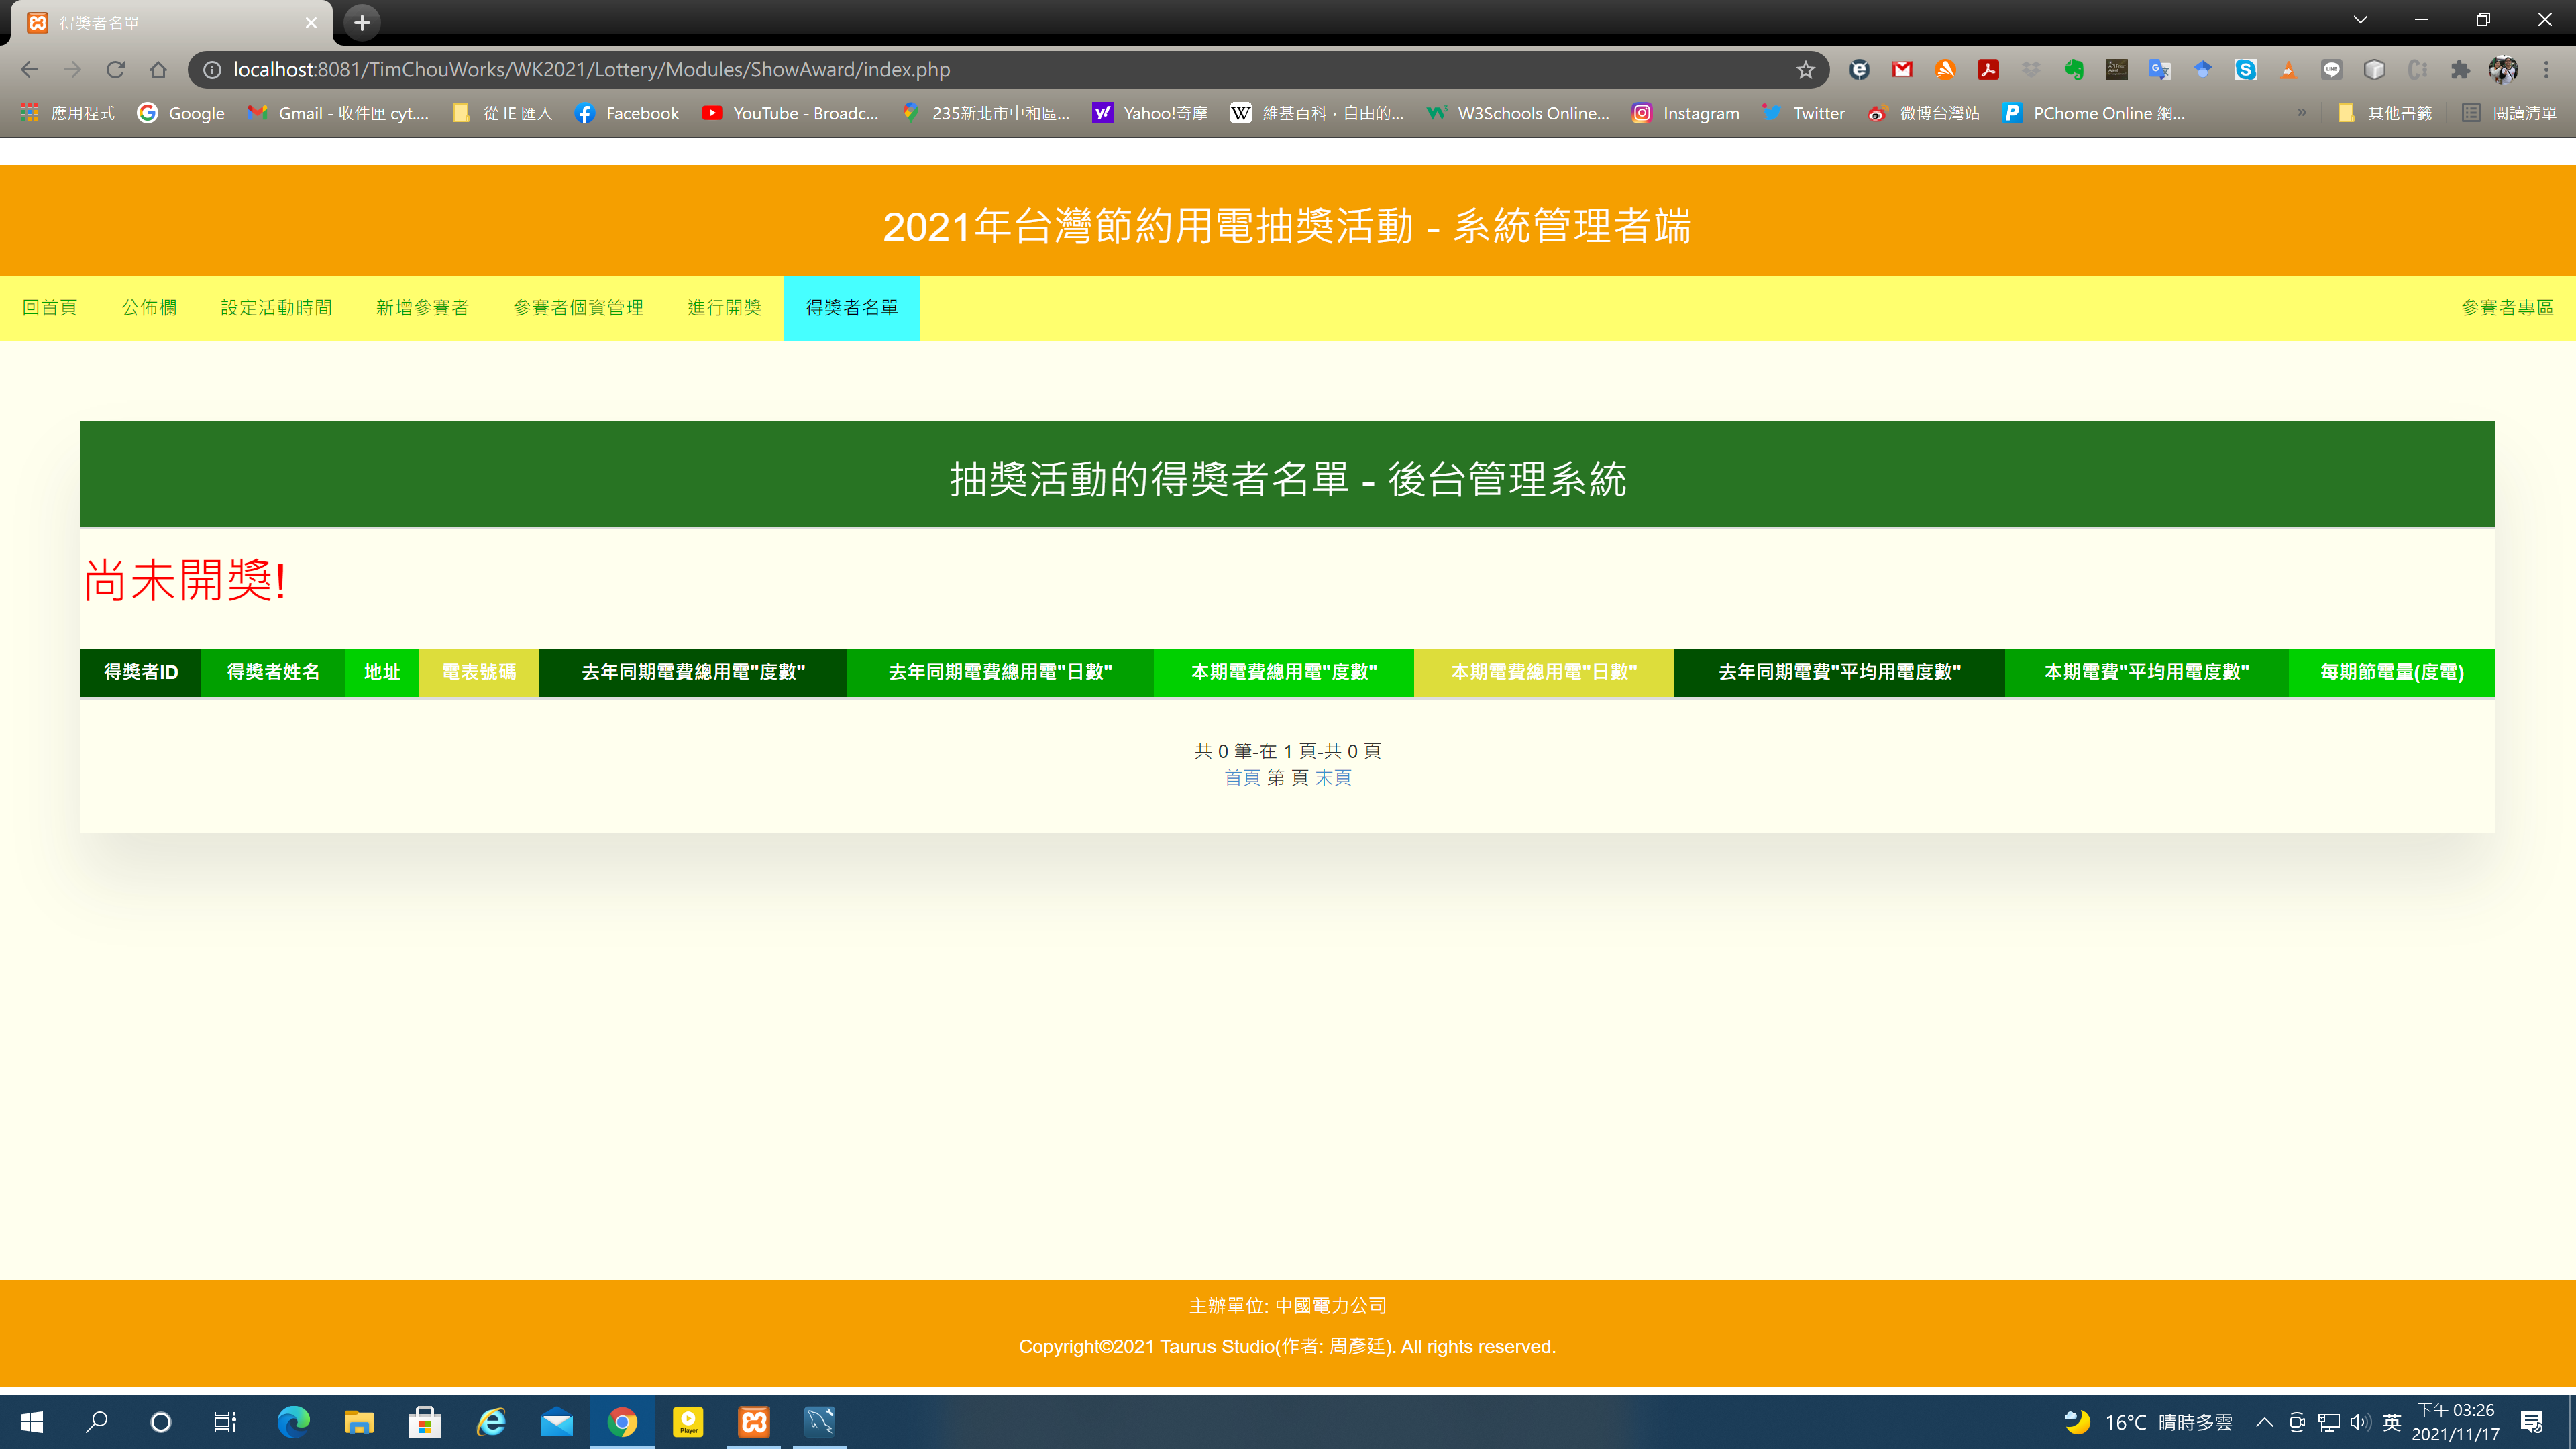 得獎者名單
localhost:8081/TimChouWorks/WK2021/Lottery/Modules/ShowAward/index.php
應用程式 Google Gmail - 收件匣 cyt.... 從 IE 匯入 Facebook YouTube - Broadc... 235新北市中和區... Yahoo!奇摩 維基百科，自由的... W3Schools Online... Instagram Twitter 微博台灣站 PChome Online 網... » 其他書籤 閱讀清單
2021年台灣節約用電抽獎活動 - 系統管理者端
回首頁 公佈欄 設定活動時間 新增參賽者 參賽者個資管理 進行開獎 得獎者名單 參賽者專區
抽獎活動的得獎者名單 - 後台管理系統
尚未開獎!
得獎者ID 得獎者姓名 地址 電表號碼 去年同期電費總用電"度數" 去年同期電費總用電"日數" 本期電費總用電"度數" 本期電費總用電"日數" 去年同期電費"平均用電度數" 本期電費"平均用電度數" 每期節電量(度電)
共 0 筆-在 1 頁-共 0 頁
首頁 第 頁 末頁
主辦單位: 中國電力公司
Copyright©2021 Taurus Studio(作者: 周彥廷). All rights reserved.
16°C 晴時多雲 英 下午 03:26
2021/11/17